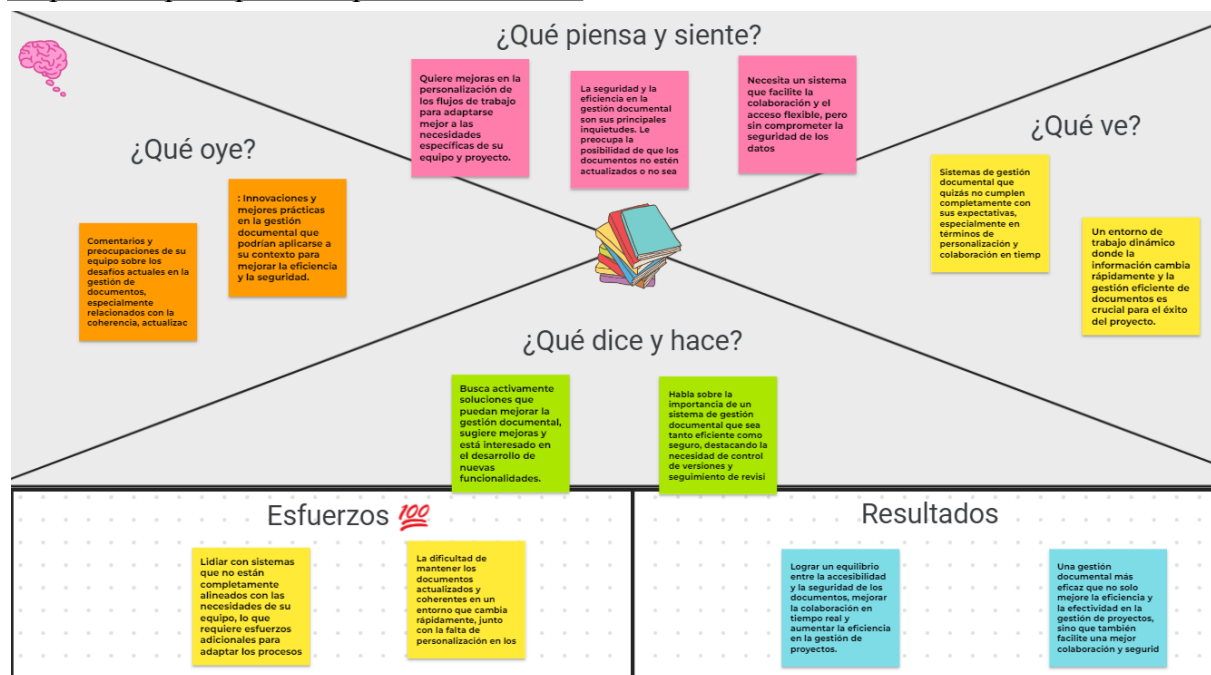 ¿Qué piensa y siente?
Quiere mejoras en la
personalización de
los flujos de trabajo
para adaptarse
mejor a las
necesidades
específicas de su
equipo y proyecto.
La seguridad y la
eficiencia en la
gestión documental
son sus principales
inquietudes. Le
preocupa la
posibilidad de que los
documentos no estén
actualizados o no sea
Necesita un sistema
que facilite la
colaboración y el
acceso flexible, pero
sin comprometer la
seguridad de los
datos
¿Qué oye?
Comentarios y
preocupaciones de su
equipo sobre los
desafíos actuales en la
gestión de
documentos,
especialmente
relacionados con la
coherencia, actualizac
: Innovaciones y
mejores prácticas
en la gestión
documental que
podrían aplicarse a
su contexto para
mejorar la eficiencia
y la seguridad.
¿Qué ve?
Sistemas de gestión
documental que
quizás no cumplen
completamente con
sus expectativas,
especialmente en
términos de
personalización y
colaboración en tiemp
Un entorno de
trabajo dinámico
donde la
información cambia
rápidamente y la
gestión eficiente de
documentos es
crucial para el éxito
del proyecto.
¿Qué dice y hace?
Busca activamente
soluciones que
puedan mejorar la
gestión documental,
sugiere mejoras y
está interesado en
el desarrollo de
nuevas
funcionalidades.
Habla sobre la
importancia de un
sistema de gestión
documental que sea
tanto eficiente como
seguro, destacando la
necesidad de control
de versiones y
seguimiento de revisi
Esfuerzos 100
Lidiar con sistemas
que no están
completamente
alineados con las
necesidades de su
equipo, lo que
requiere esfuerzos
adicionales para
adaptar los procesos
La dificultad de
mantener los
documentos
actualizados y
coherentes en un
entorno que cambia
rápidamente, junto
con la falta de
personalización en los
Resultados
Lograr un equilibrio
entre la accesibilidad
y la seguridad de los
documentos, mejorar
la colaboración en
tiempo real y
aumentar la eficiencia
en la gestión de
proyectos.
Una gestión
documental más
eficaz que no solo
mejore la eficiencia y
la efectividad en la
gestión de proyectos,
sino que también
facilite una mejor
colaboración y segurid